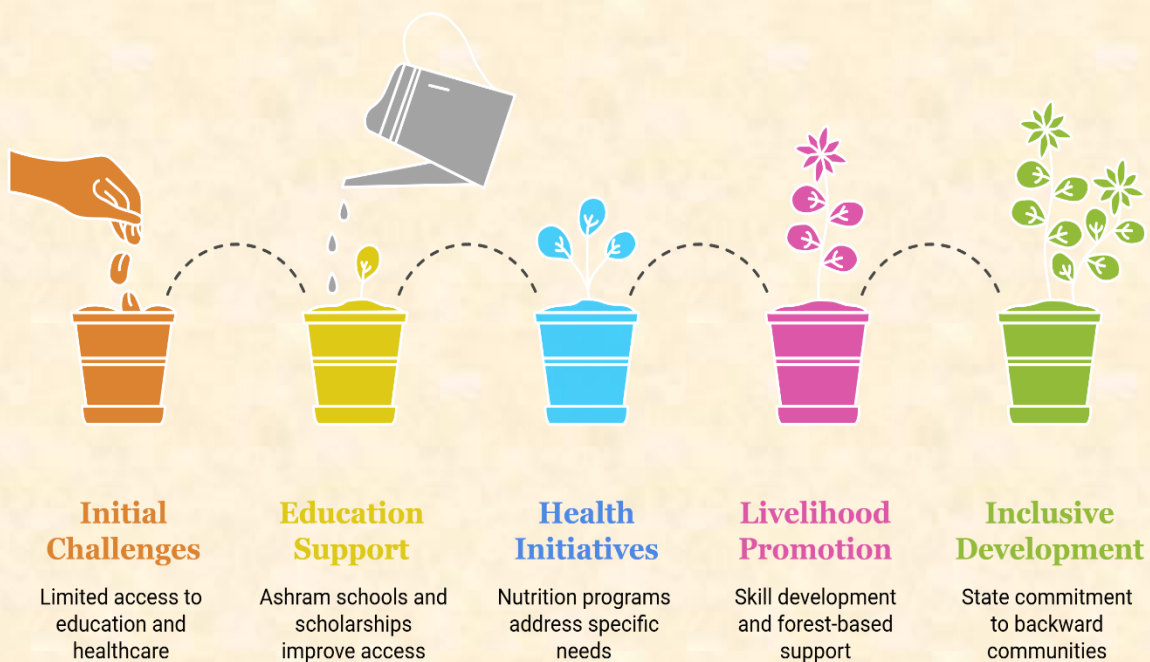 Initial
Challenges
Limited access to
education and
healthcare
Education
Support
Ashram schools and
scholarships
improve access
Health
Initiatives
Nutrition programs
address specific
needs
Livelihood
Promotion
Skill development
and forest-based
support
Inclusive
Development
State commitment
to backward
communities